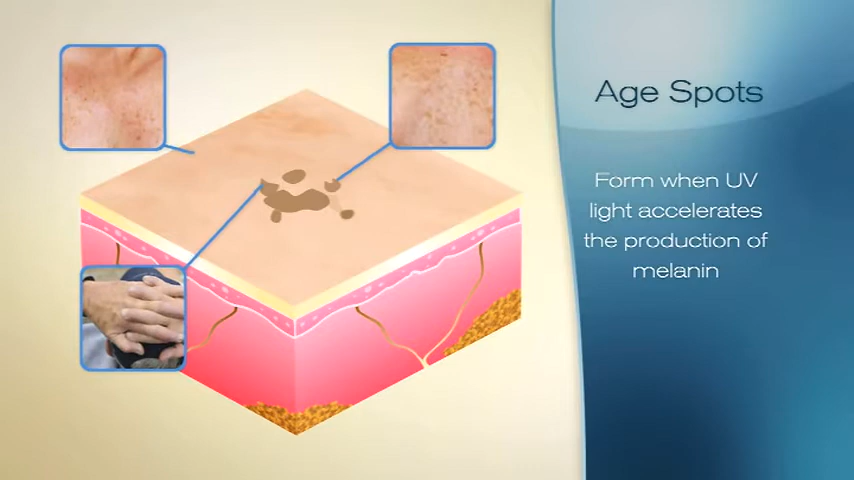 Age Spots
Form when UV
light accelerates
the production of
melanin